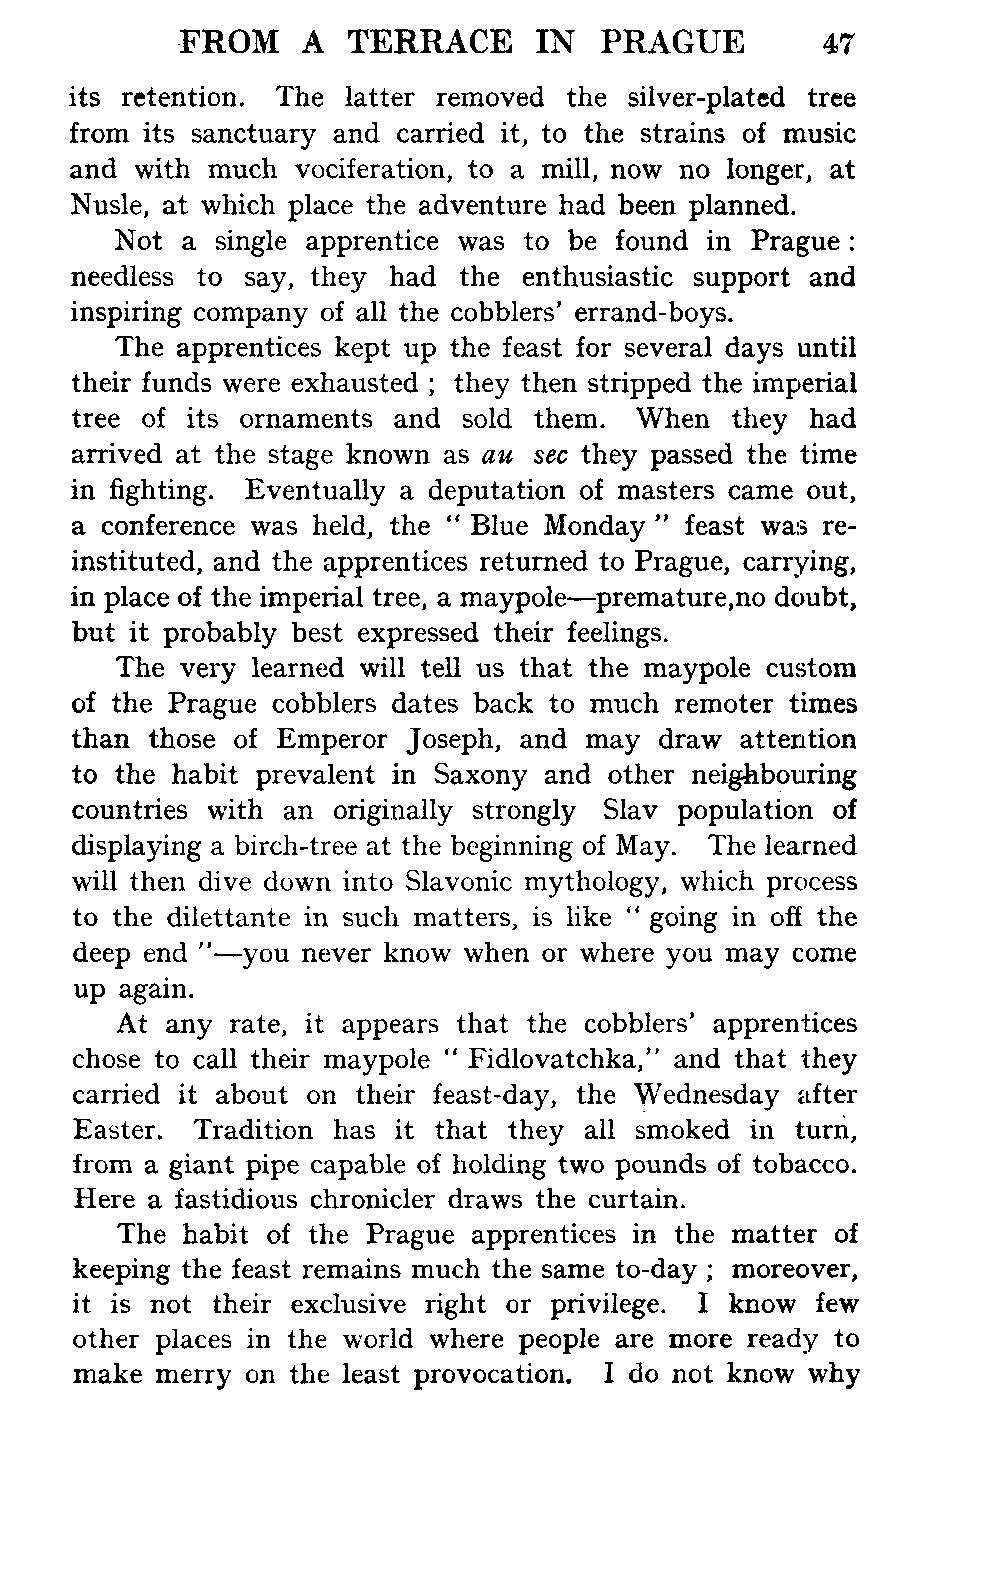 FROM A TERRACE IN PRAGUE 47
its retention. The latter removed the silver-plated tree
from its sanctuary and carried it, to the strains of music
and with much vociferation, to a mill, now no longer, at
Nusle, at which place the adventure had been planned.
Not a single apprentice was to be found in Prague :
needless to say, they had the enthusiastic support and
inspiring company of all the cobblers' errand-boys.
The apprentices kept up the feast for several days until
their funds were exhausted ; they then stripped the imperial
tree of its ornaments and sold them. When they had
arrived at the stage known as au sec they passed the time
in fighting. Eventually a deputation of masters came out,
a conference was held, the “ Blue Monday ” feast was re-
instituted, and the apprentices returned to Prague, carrying,
in place of the imperial tree, a maypole—premature,no doubt,
but it probably best expressed their feelings.
The very learned will tell us that the maypole custom
of the Prague cobblers dates back to much remoter times
than those of Emperor Joseph, and may draw attention
to the habit prevalent in Saxony and other neighbouring
countries with an originally strongly Slav population of
displaying a birch-tree at the beginning of May. The learned
will then dive down into Slavonic mythology, which process
to the dilettante in such matters, is like “ going in off the
deep end ”—you never know when or where you may come
up again.
At any rate, it appears that the cobblers' apprentices
chose to call their maypole “ Fidlovatchka,” and that they
carried it about on their feast-day, the Wednesday after
Easter. Tradition has it that they all smoked in turn,
from a giant pipe capable of holding two pounds of tobacco.
Here a fastidious chronicler draws the curtain.
The habit of the Prague apprentices in the matter of
keeping the feast remains much the same to-day ; moreover,
it is not their exclusive right or privilege. I know few
other places in the world where people are more ready to
make merry on the least provocation. I do not know why